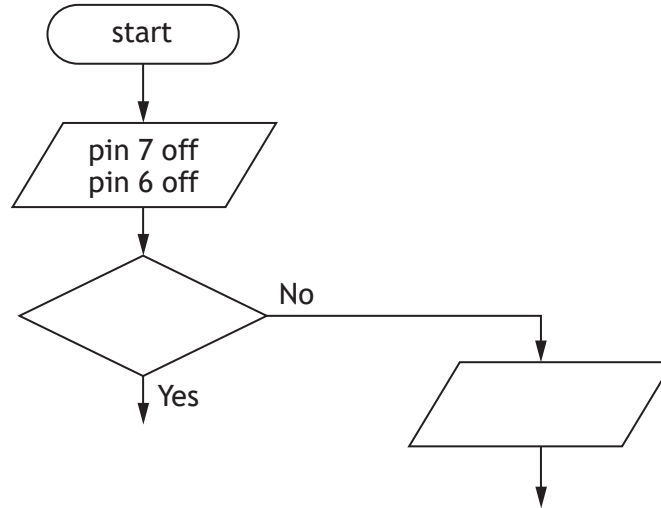 start
pin 7 off
pin 6 off
No
Yes